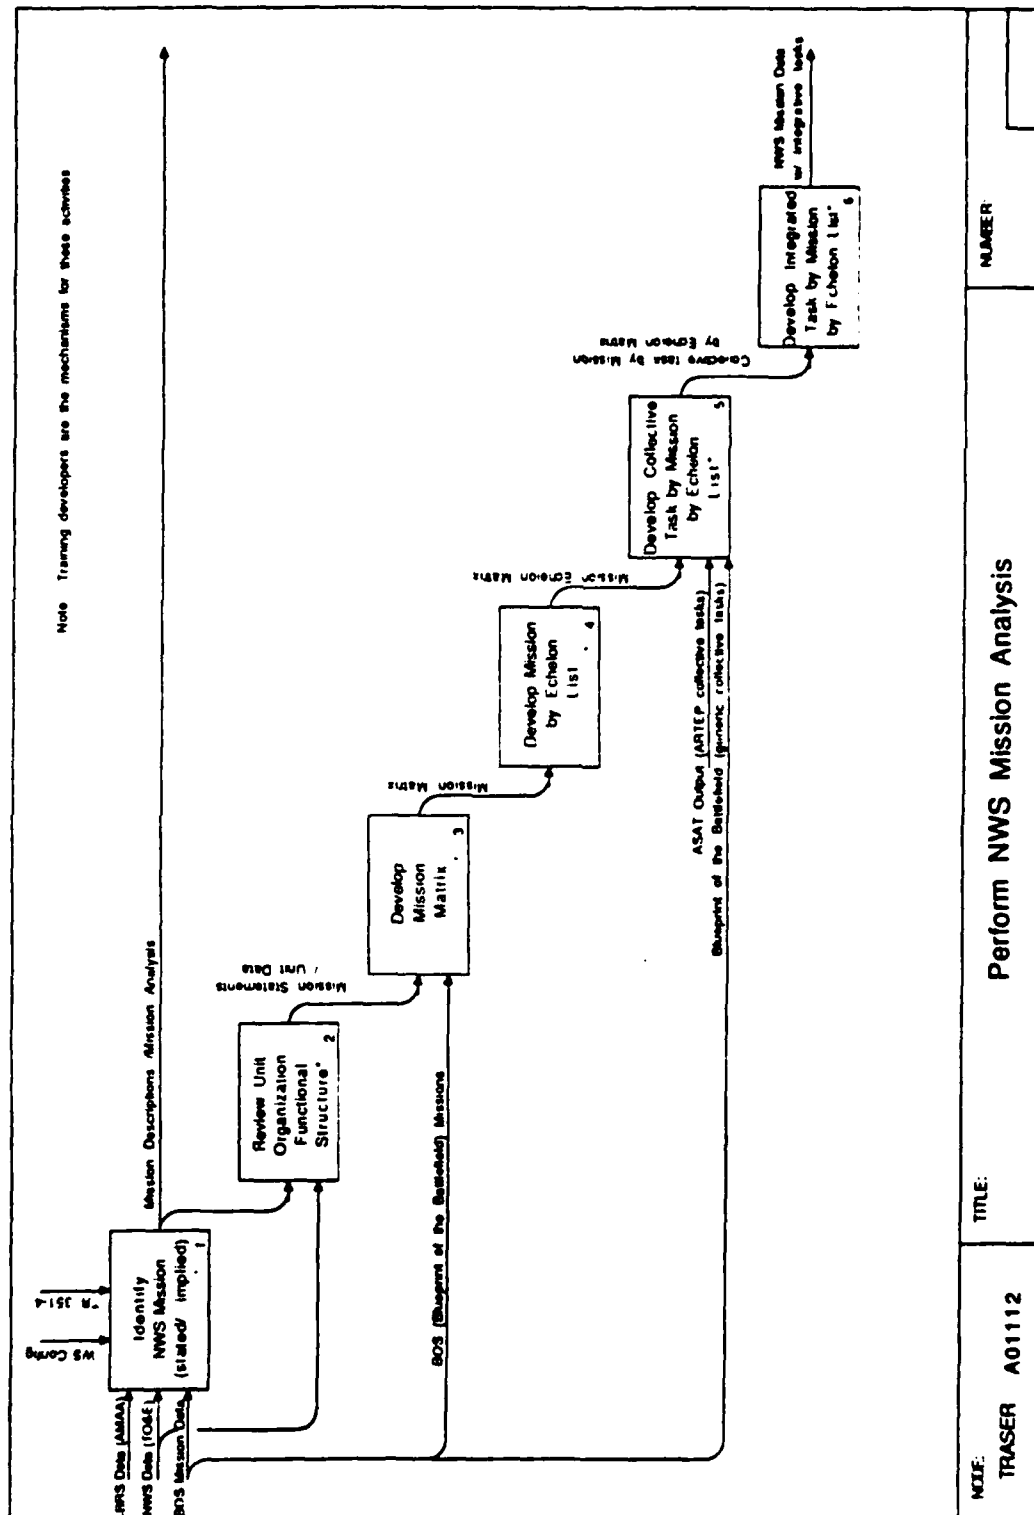 Note Training developers are the mechanisms for these activities
WS Config
351-4
Data (AMAA)
NWS Data (TO&E)
BOS Mission Data
Identify
NWS Mission
(stated/ implied)
1
Mission Descriptions /Mission Analysis
Review Unit
Organization
Functional
Structure*
2
Mission Statements
/ Unit Data
BOS (Blueprint of the Battlefield) Missions
Develop
Mission
Matrix
3
Mission Matrix
Develop Mission
by Echelon
List
4
Mission Echelon Matrix
ASAT Output (ARTEP collective tasks)
Blueprint of the Battlefield (generic collective tasks)
Develop Collective
Task by Mission
by Echelon
List*
5
Collective task by Mission
by Echelon Matrix
Develop Integrated
Task by Mission
by Echelon List*
6
NWS Mission Data
w/ integrative tasks
NODE:
TRASER A01112
TITLE:
Perform NWS Mission Analysis
NUMBER: